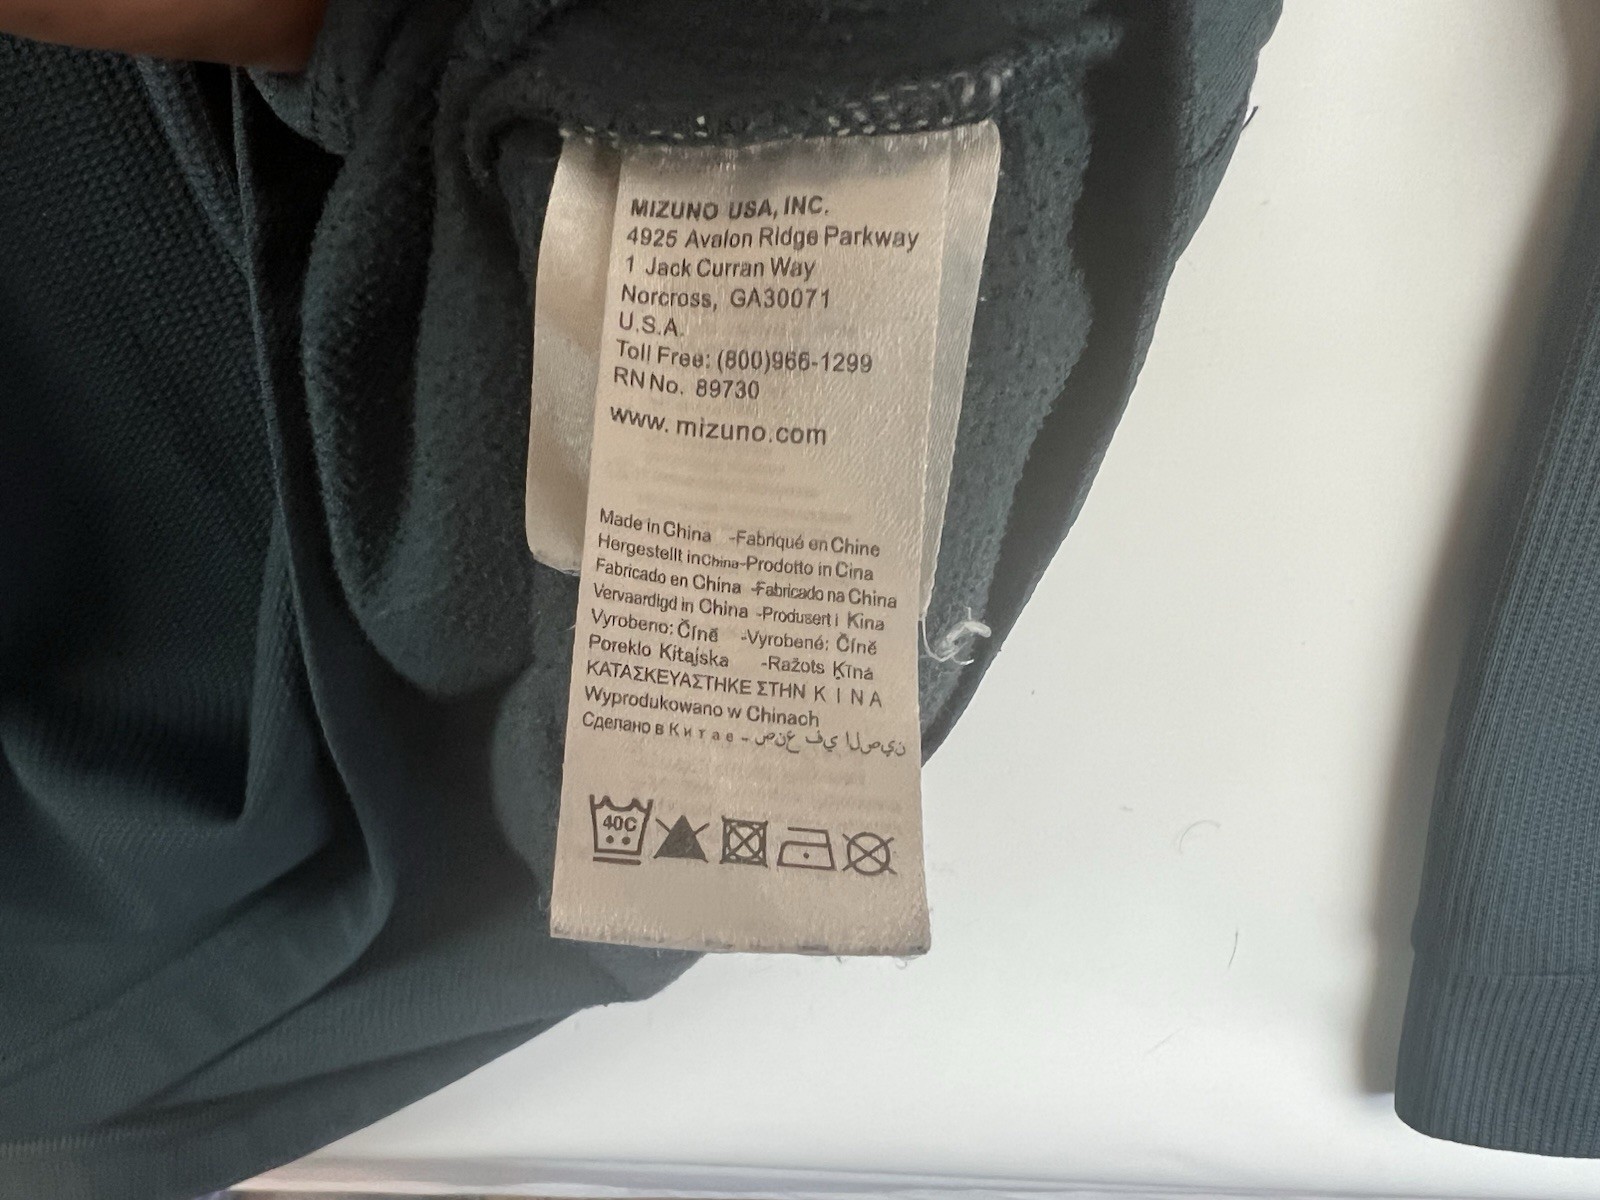 MIZUNO USA, INC.
4925 Avalon Ridge Parkway
1 Jack Curran Way
Norcross, GA30071
U.S.A.
Toll Free: (800)966-1299
RN No. 89730
www.mizuno.com
Made in China -Fabriqué en Chine
Hergestellt in China-Prodotto in Cina
Fabricado en China -Fabricado na China
Vervaardigd in China -Produsert i Kina
Vyrobeno: Číně -Vyrobené: Číně
Poreklo Kitajska -Ražots Ķīnā
ΚΑΤΑΣΚΕΥΑΣΤΗΚΕ ΣΤΗΝ Κ Ι Ν Α
Wyprodukowano w Chinach
Сделано в К и т а е - صنع في الصين
40C